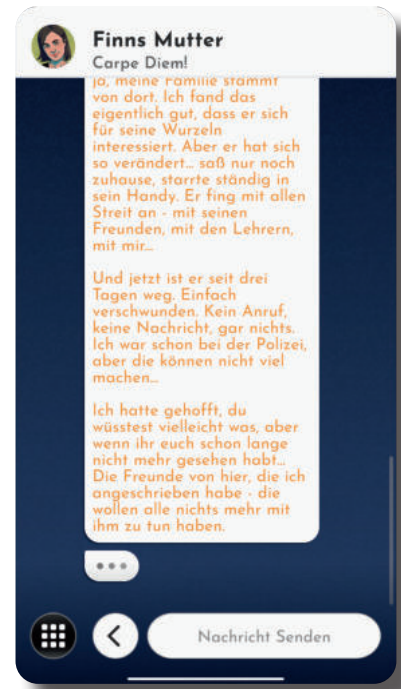 Finns Mutter
Carpe Diem!
ja, meine Familie stammt
von dort. Ich fand das
eigentlich gut, dass er sich
für seine Wurzeln
interessiert. Aber er hat sich
so verändert... saß nur noch
zuhause, starrte ständig in
sein Handy. Er fing mit allen
Streit an - mit seinen
Freunden, mit den Lehrern,
mit mir...
Und jetzt ist er seit drei
Tagen weg. Einfach
verschwunden. Kein Anruf,
keine Nachricht, gar nichts.
Ich war schon bei der Polizei,
aber die können nicht viel
machen...
Ich hatte gehofft, du
wüsstest vielleicht was, aber
wenn ihr euch schon lange
nicht mehr gesehen habt...
Die Freunde von hier, die ich
angeschrieben habe - die
wollen alle nichts mehr mit
ihm zu tun haben.
Nachricht Senden